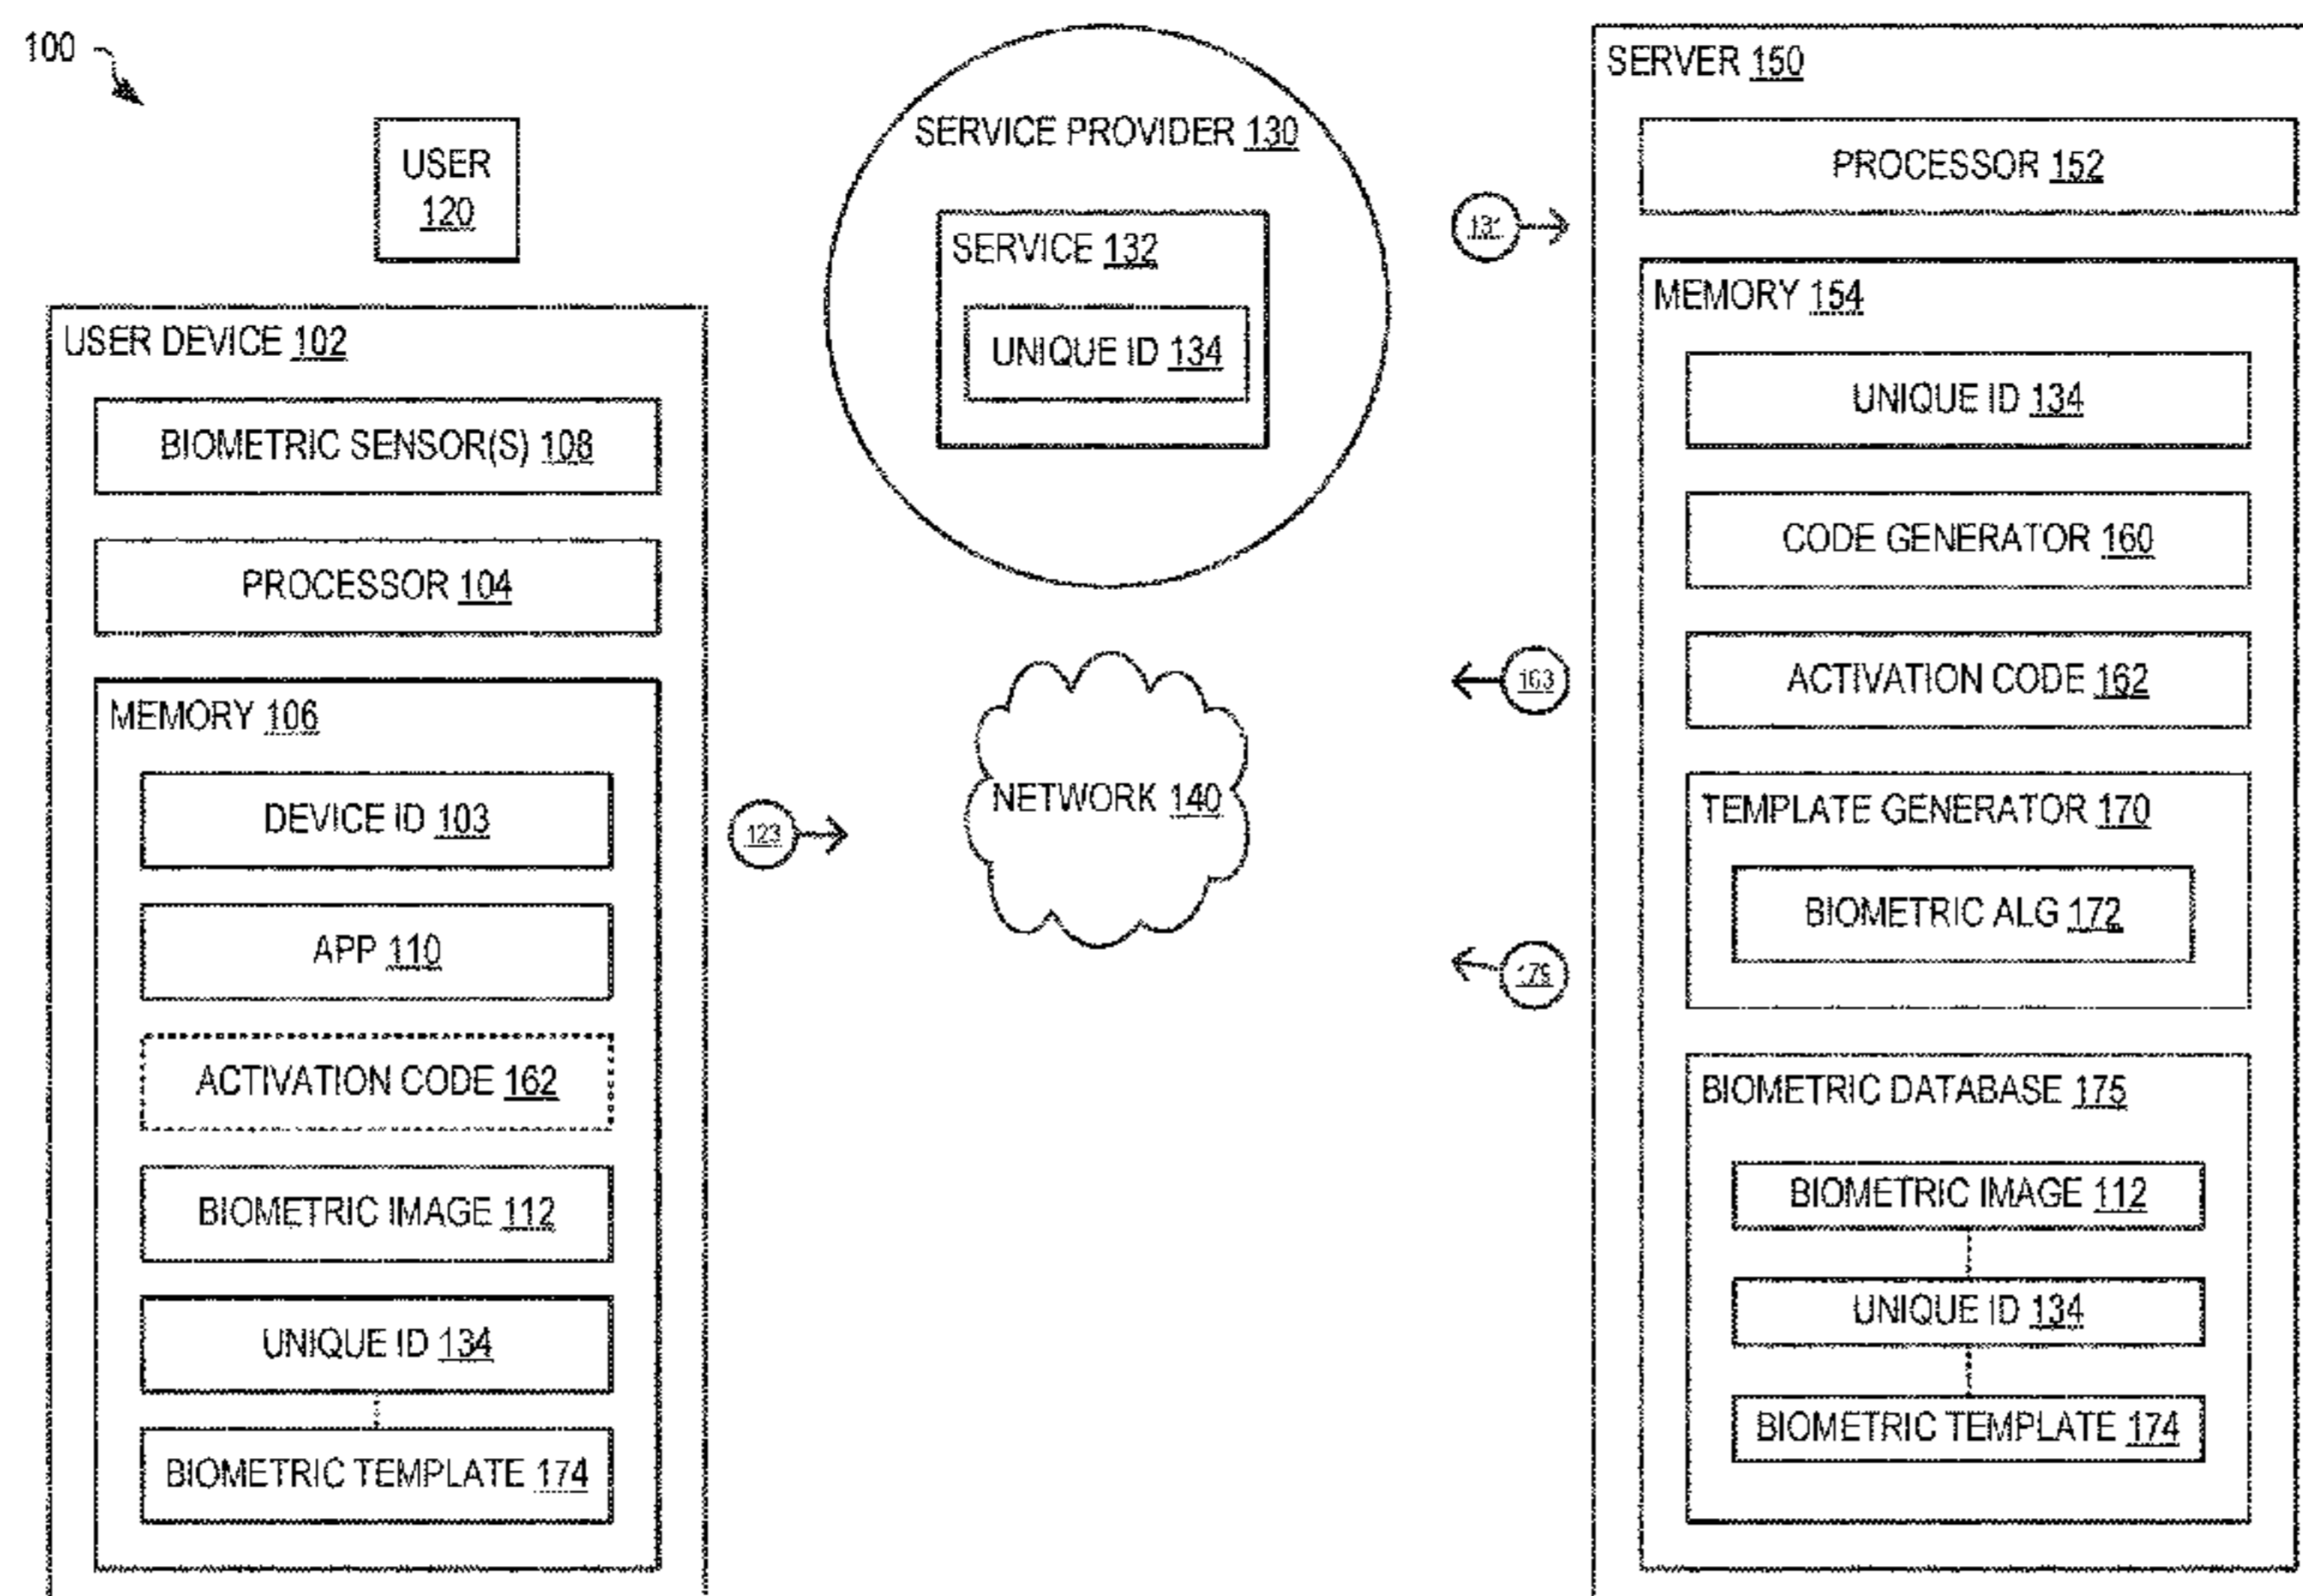 100
USER
120
USER DEVICE 102
BIOMETRIC SENSOR(S) 108
PROCESSOR 104
MEMORY 106
DEVICE ID 103
APP 110
ACTIVATION CODE 162
BIOMETRIC IMAGE 112
UNIQUE ID 134
BIOMETRIC TEMPLATE 174
123
SERVICE PROVIDER 130
SERVICE 132
UNIQUE ID 134
NETWORK 140
131
163
179
SERVER 150
PROCESSOR 152
MEMORY 154
UNIQUE ID 134
CODE GENERATOR 160
ACTIVATION CODE 162
TEMPLATE GENERATOR 170
BIOMETRIC ALG 172
BIOMETRIC DATABASE 175
BIOMETRIC IMAGE 112
UNIQUE ID 134
BIOMETRIC TEMPLATE 174